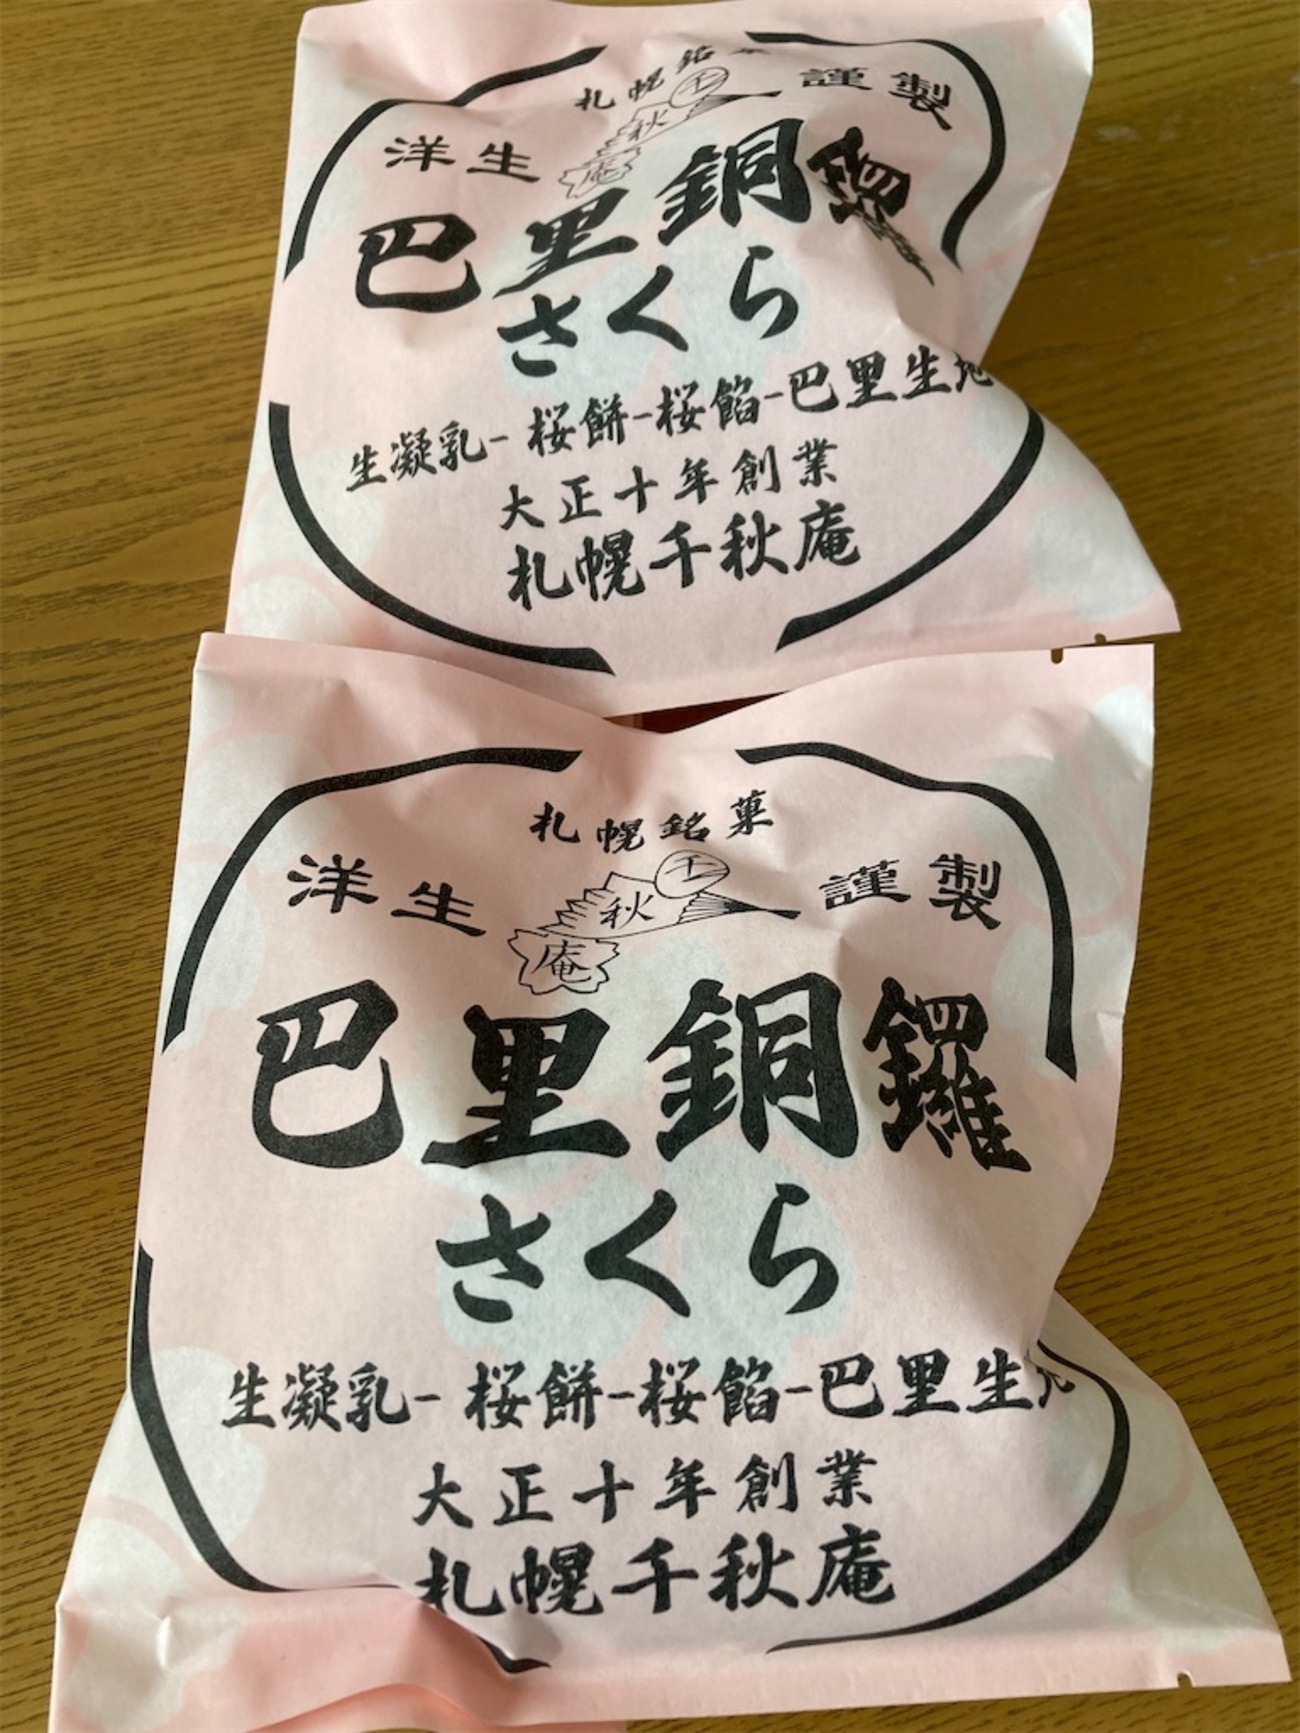 札幌銘
千
秋
庵
洋生
謹製
巴里銅
さくら
生凝乳-桜餅-桜餡-巴里生地
大正十年創業
札幌千秋庵
札幌銘菓
千
秋
庵
洋生
謹製
巴里銅鑼
さくら
生凝乳-桜餅-桜餡-巴里生
大正十年創業
札幌千秋庵